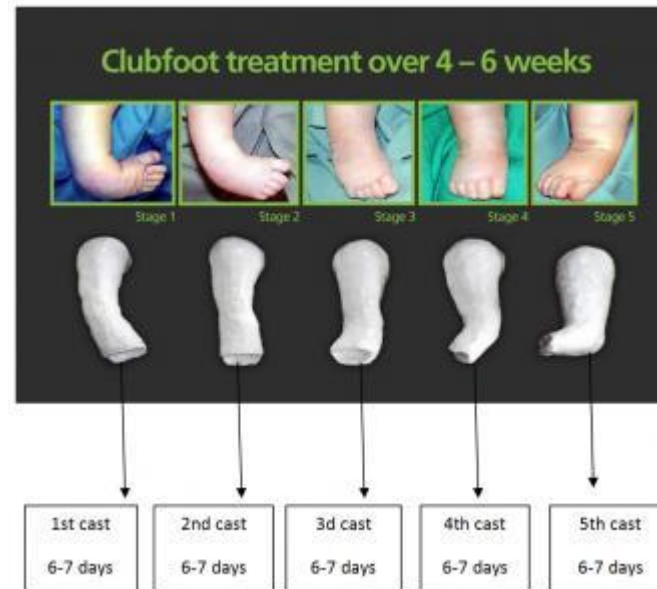 Clubfoot treatment over 4 – 6 weeks
Stage 1
Stage 2
Stage 3
Stage 4
Stage 5
1st cast
6-7 days
2nd cast
6-7 days
3d cast
6-7 days
4th cast
6-7 days
5th cast
6-7 days